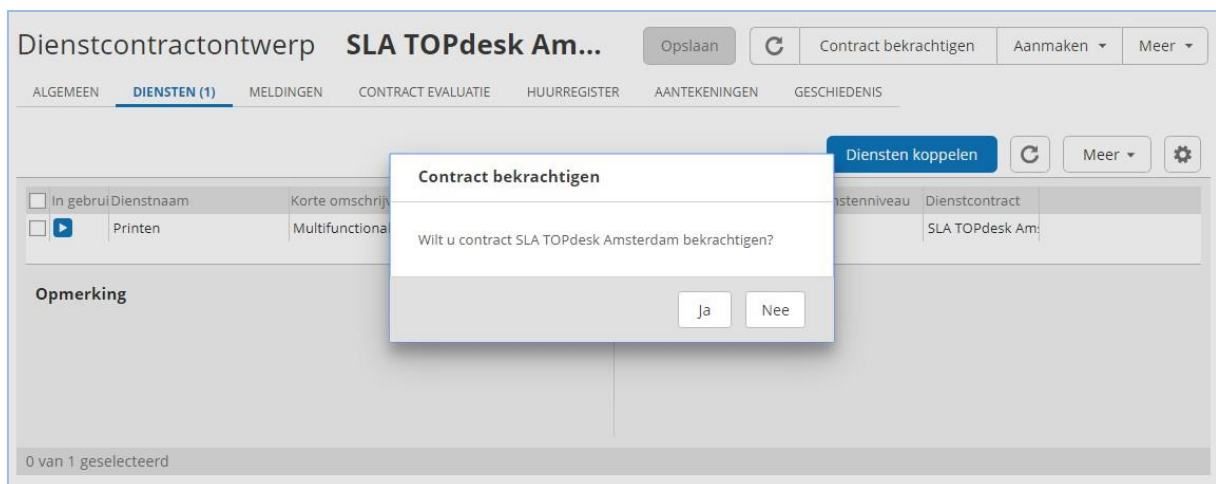 Dienstcontractontwerp SLA TOPdesk Am...
Opslaan Contract bekrachtigen Aanmaken Meer
ALGEMEEN DIENSTEN (1) MELDINGEN CONTRACT EVALUATIE HUURREGISTER AANTEKENINGEN GESCHIEDENIS
Diensten koppelen Meer
In gebrui Dienstnaam Korte omschrijv nstenniveau Dienstcontract
Printen Multifunctional SLA TOPdesk Am
Contract bekrachtigen
Wilt u contract SLA TOPdesk Amsterdam bekrachtigen?
Ja Nee
Opmerking
0 van 1 geselecteerd